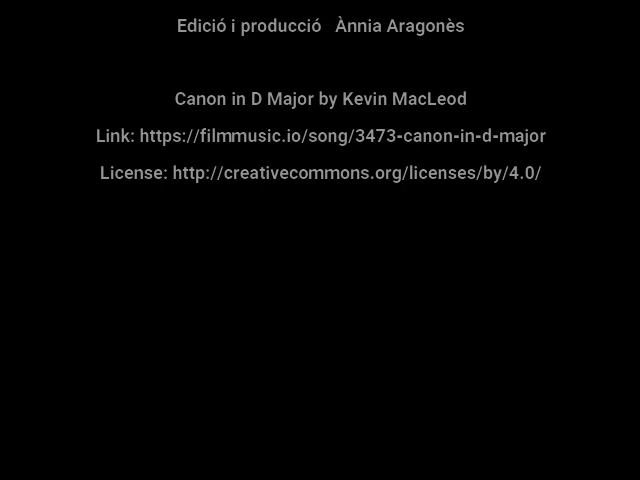 Edició i producció   Ànnia Aragonès
Canon in D Major by Kevin MacLeod
Link: https://filmmusic.io/song/3473-canon-in-d-major
License: http://creativecommons.org/licenses/by/4.0/